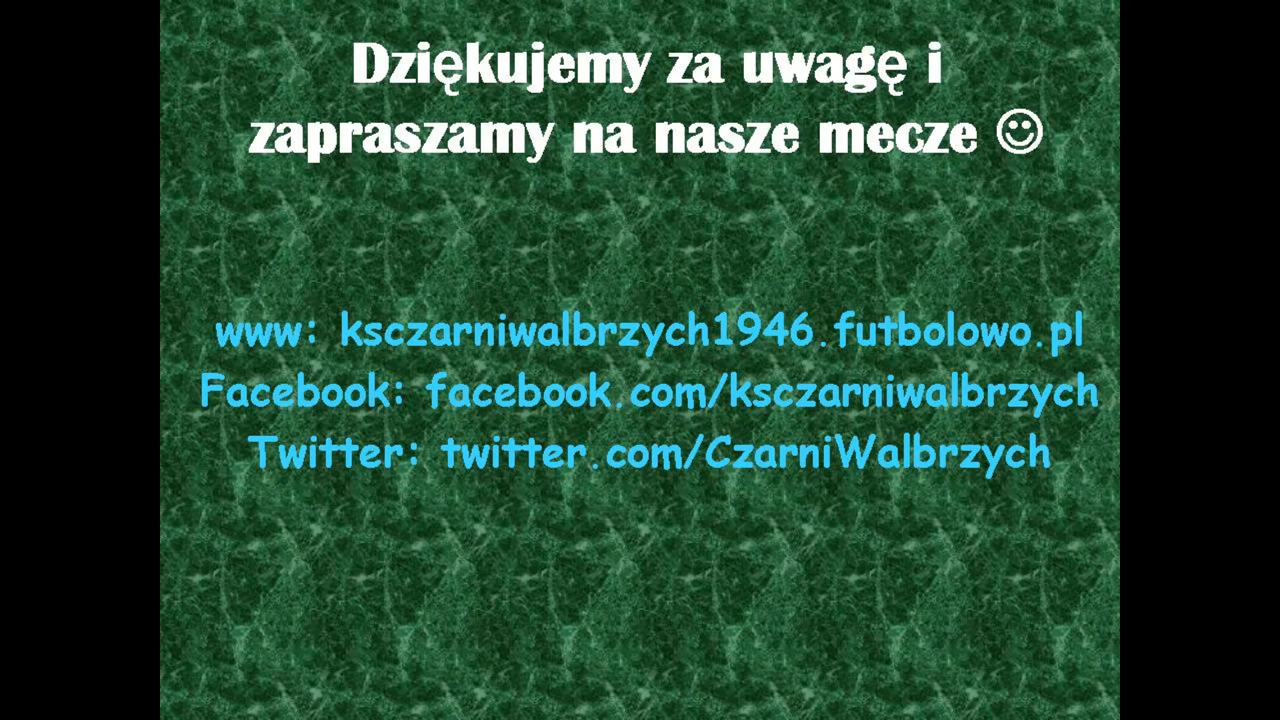 Dziękujemy za uwagę i
zapraszamy na nasze mecze ☺
www: ksczarniwalbrzych1946.futbolowo.pl
Facebook: facebook.com/ksczarniwalbrzych
Twitter: twitter.com/CzarniWalbrzych